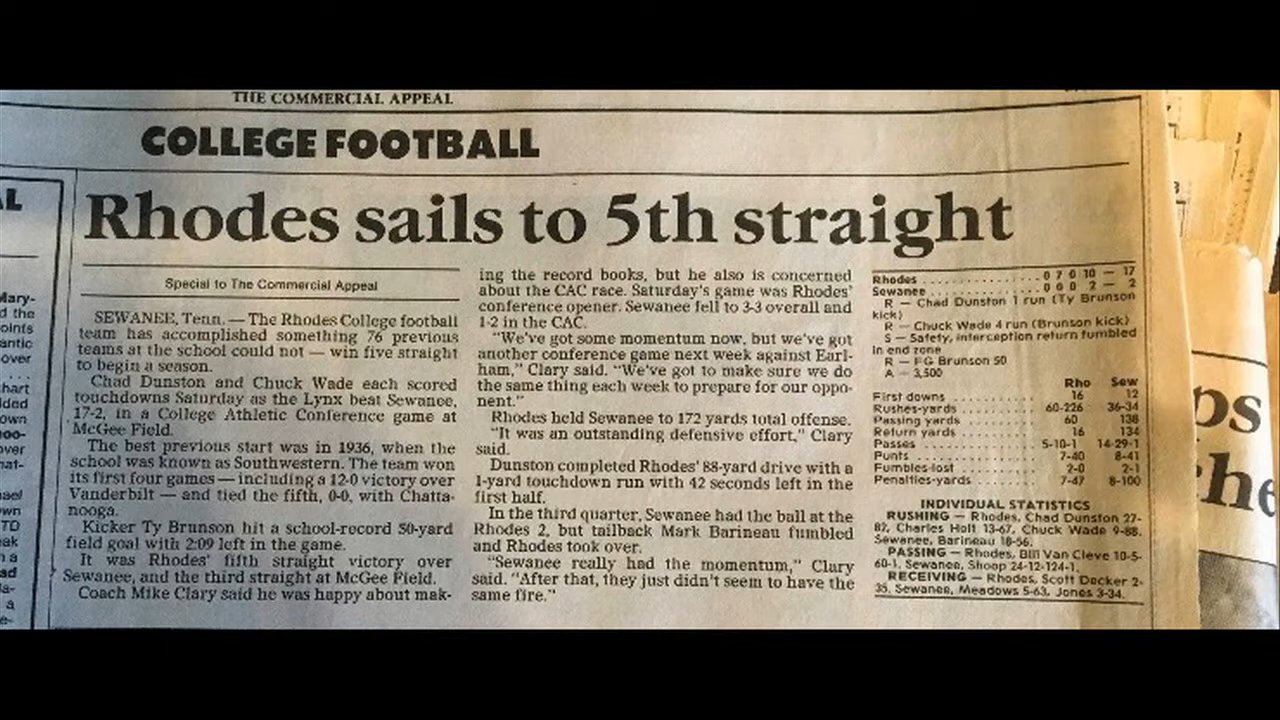 THE COMMERCIAL APPEAL
COLLEGE FOOTBALL
Rhodes sails to 5th straight
Special to The Commercial Appeal
SEWANEE, Tenn. — The Rhodes College football
team has accomplished something 76 previous
teams at the school could not — win five straight
to begin a season.
Chad Dunston and Chuck Wade each scored
touchdowns Saturday as the Lynx beat Sewanee,
17-2, in a College Athletic Conference game at
McGee Field.
The best previous start was in 1936, when the
school was known as Southwestern. The team won
its first four games — including a 12-0 victory over
Vanderbilt — and tied the fifth, 0-0, with Chatta-
nooga.
Kicker Ty Brunson hit a school-record 50-yard
field goal with 2:09 left in the game.
It was Rhodes' fifth straight victory over
Sewanee, and the third straight at McGee Field.
Coach Mike Clary said he was happy about mak-
ing the record books, but he also is concerned
about the CAC race. Saturday's game was Rhodes'
conference opener. Sewanee fell to 3-3 overall and
1-2 in the CAC.
"We've got some momentum now, but we've got
another conference game next week against Earl-
ham," Clary said. "We've got to make sure we do
the same thing each week to prepare for our oppo-
nent."
Rhodes held Sewanee to 172 yards total offense.
"It was an outstanding defensive effort," Clary
said.
Dunston completed Rhodes' 88-yard drive with a
1-yard touchdown run with 42 seconds left in the
first half.
In the third quarter, Sewanee had the ball at the
Rhodes 2, but tailback Mark Barineau fumbled
and Rhodes took over.
"Sewanee really had the momentum," Clary
said. "After that, they just didn't seem to have the
same fire."
Rhodes . . . . . . . . . . . . . . . 0 7 0 10 — 17
Sewanee . . . . . . . . . . . . . . 0 0 0 2 — 2
R — Chad Dunston 1 run (Ty Brunson
kick)
R — Chuck Wade 4 run (Brunson kick)
S — Safety, interception return fumbled
in end zone
R — FG Brunson 50
A — 3,500
Rho Sew
First downs . . . . . . . . . . 16 12
Rushes-yards . . . . . . . . . . 60-226 36-34
Passing yards . . . . . . . . . . 60 138
Return yards . . . . . . . . . . 16 134
Passes . . . . . . . . . . 5-10-1 14-29-1
Punts . . . . . . . . . . 7-40 8-41
Fumbles-lost . . . . . . . . . . 2-0 2-1
Penalties-yards . . . . . . . . . . 7-47 8-100
INDIVIDUAL STATISTICS
RUSHING — Rhodes, Chad Dunston 27-
82, Charles Holt 13-67, Chuck Wade 9-88.
Sewanee, Barineau 18-56.
PASSING — Rhodes, Bill Van Cleve 10-5-
60-1. Sewanee, Shoop 24-12-124-1.
RECEIVING — Rhodes, Scott Decker 2-
35. Sewanee, Meadows 5-63, Jones 3-34.